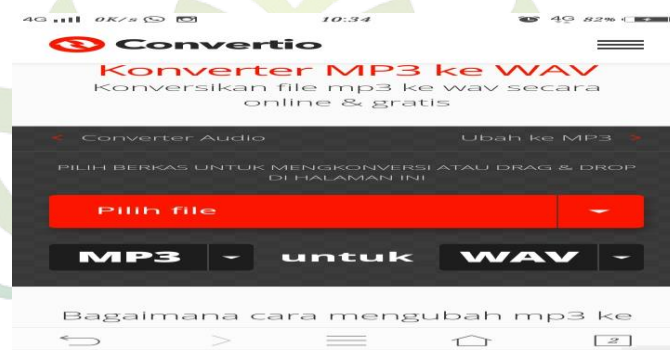 4G 0K/s 10:34 4G 82%
Convertio
Konverter MP3 ke WAV
Konversikan file mp3 ke wav secara
online & gratis
< Converter Audio Ubah ke MP3 >
PILIH BERKAS UNTUK MENGKONVERSI ATAU DRAG & DROP
DI HALAMAN INI
Pilih file
MP3 untuk WAV
Bagaimana cara mengubah mp3 ke
2